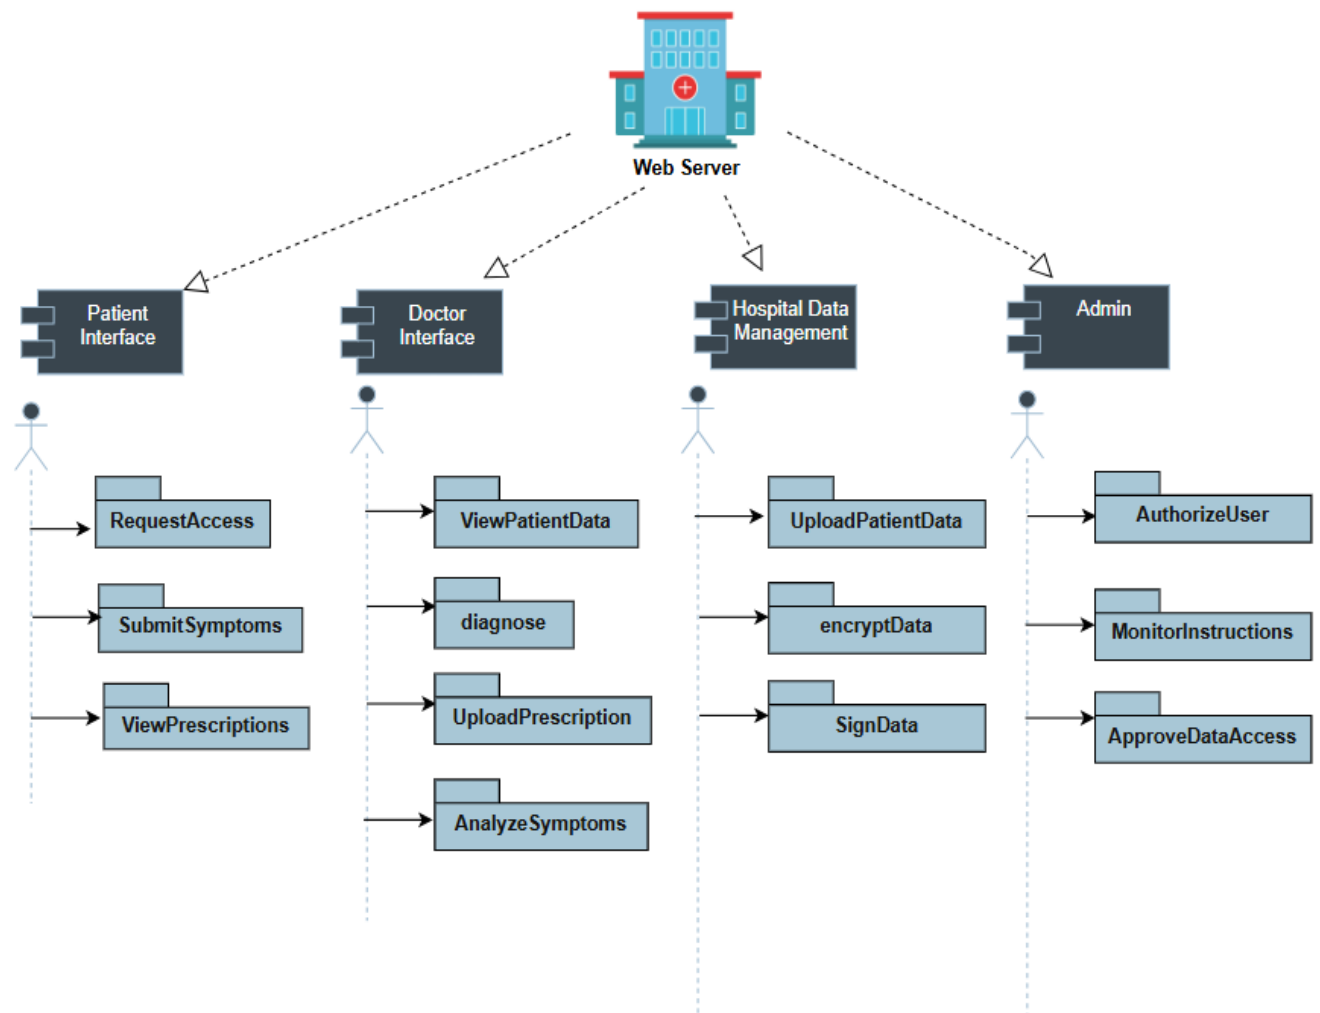 Web Server
Patient
Interface
Doctor
Interface
Hospital Data
Management
Admin
RequestAccess
SubmitSymptoms
ViewPrescriptions
ViewPatientData
diagnose
UploadPrescription
AnalyzeSymptoms
UploadPatientData
encryptData
SignData
AuthorizeUser
MonitorInstructions
ApproveDataAccess